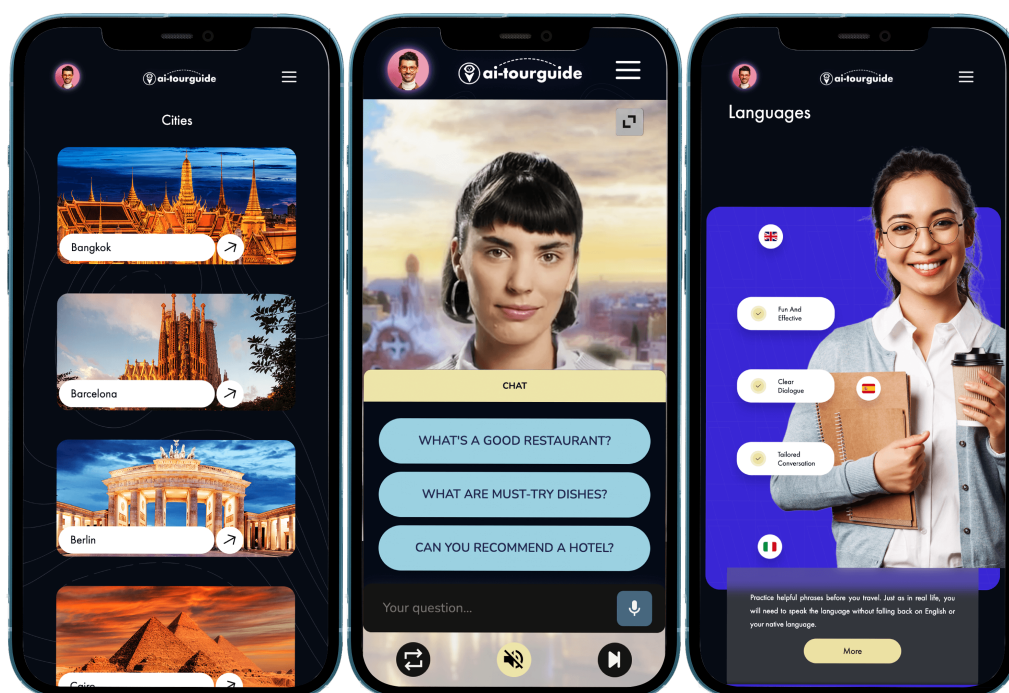 ai-tourguide
Cities
Bangkok
Barcelona
Berlin
Cairo
ai-tourguide
CHAT
WHAT'S A GOOD RESTAURANT?
WHAT ARE MUST-TRY DISHES?
CAN YOU RECOMMEND A HOTEL?
Your question...
ai-tourguide
Languages
Fun And
Effective
Clear
Dialogue
Tailored
Conversation
Practice helpful phrases before you travel. Just as in real life, you
will need to speak the language without falling back on English or
your native language.
More